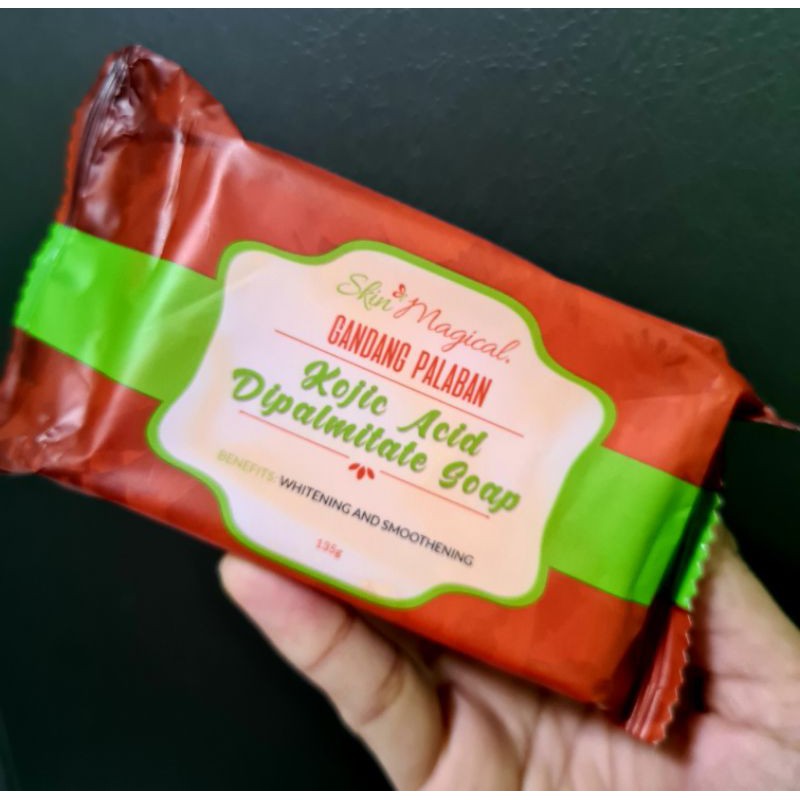 Skin Magical
GANDANG PALABAN
Kojic Acid
Dipalmitate Soap
BENEFITS: WHITENING AND SMOOTHENING
135g